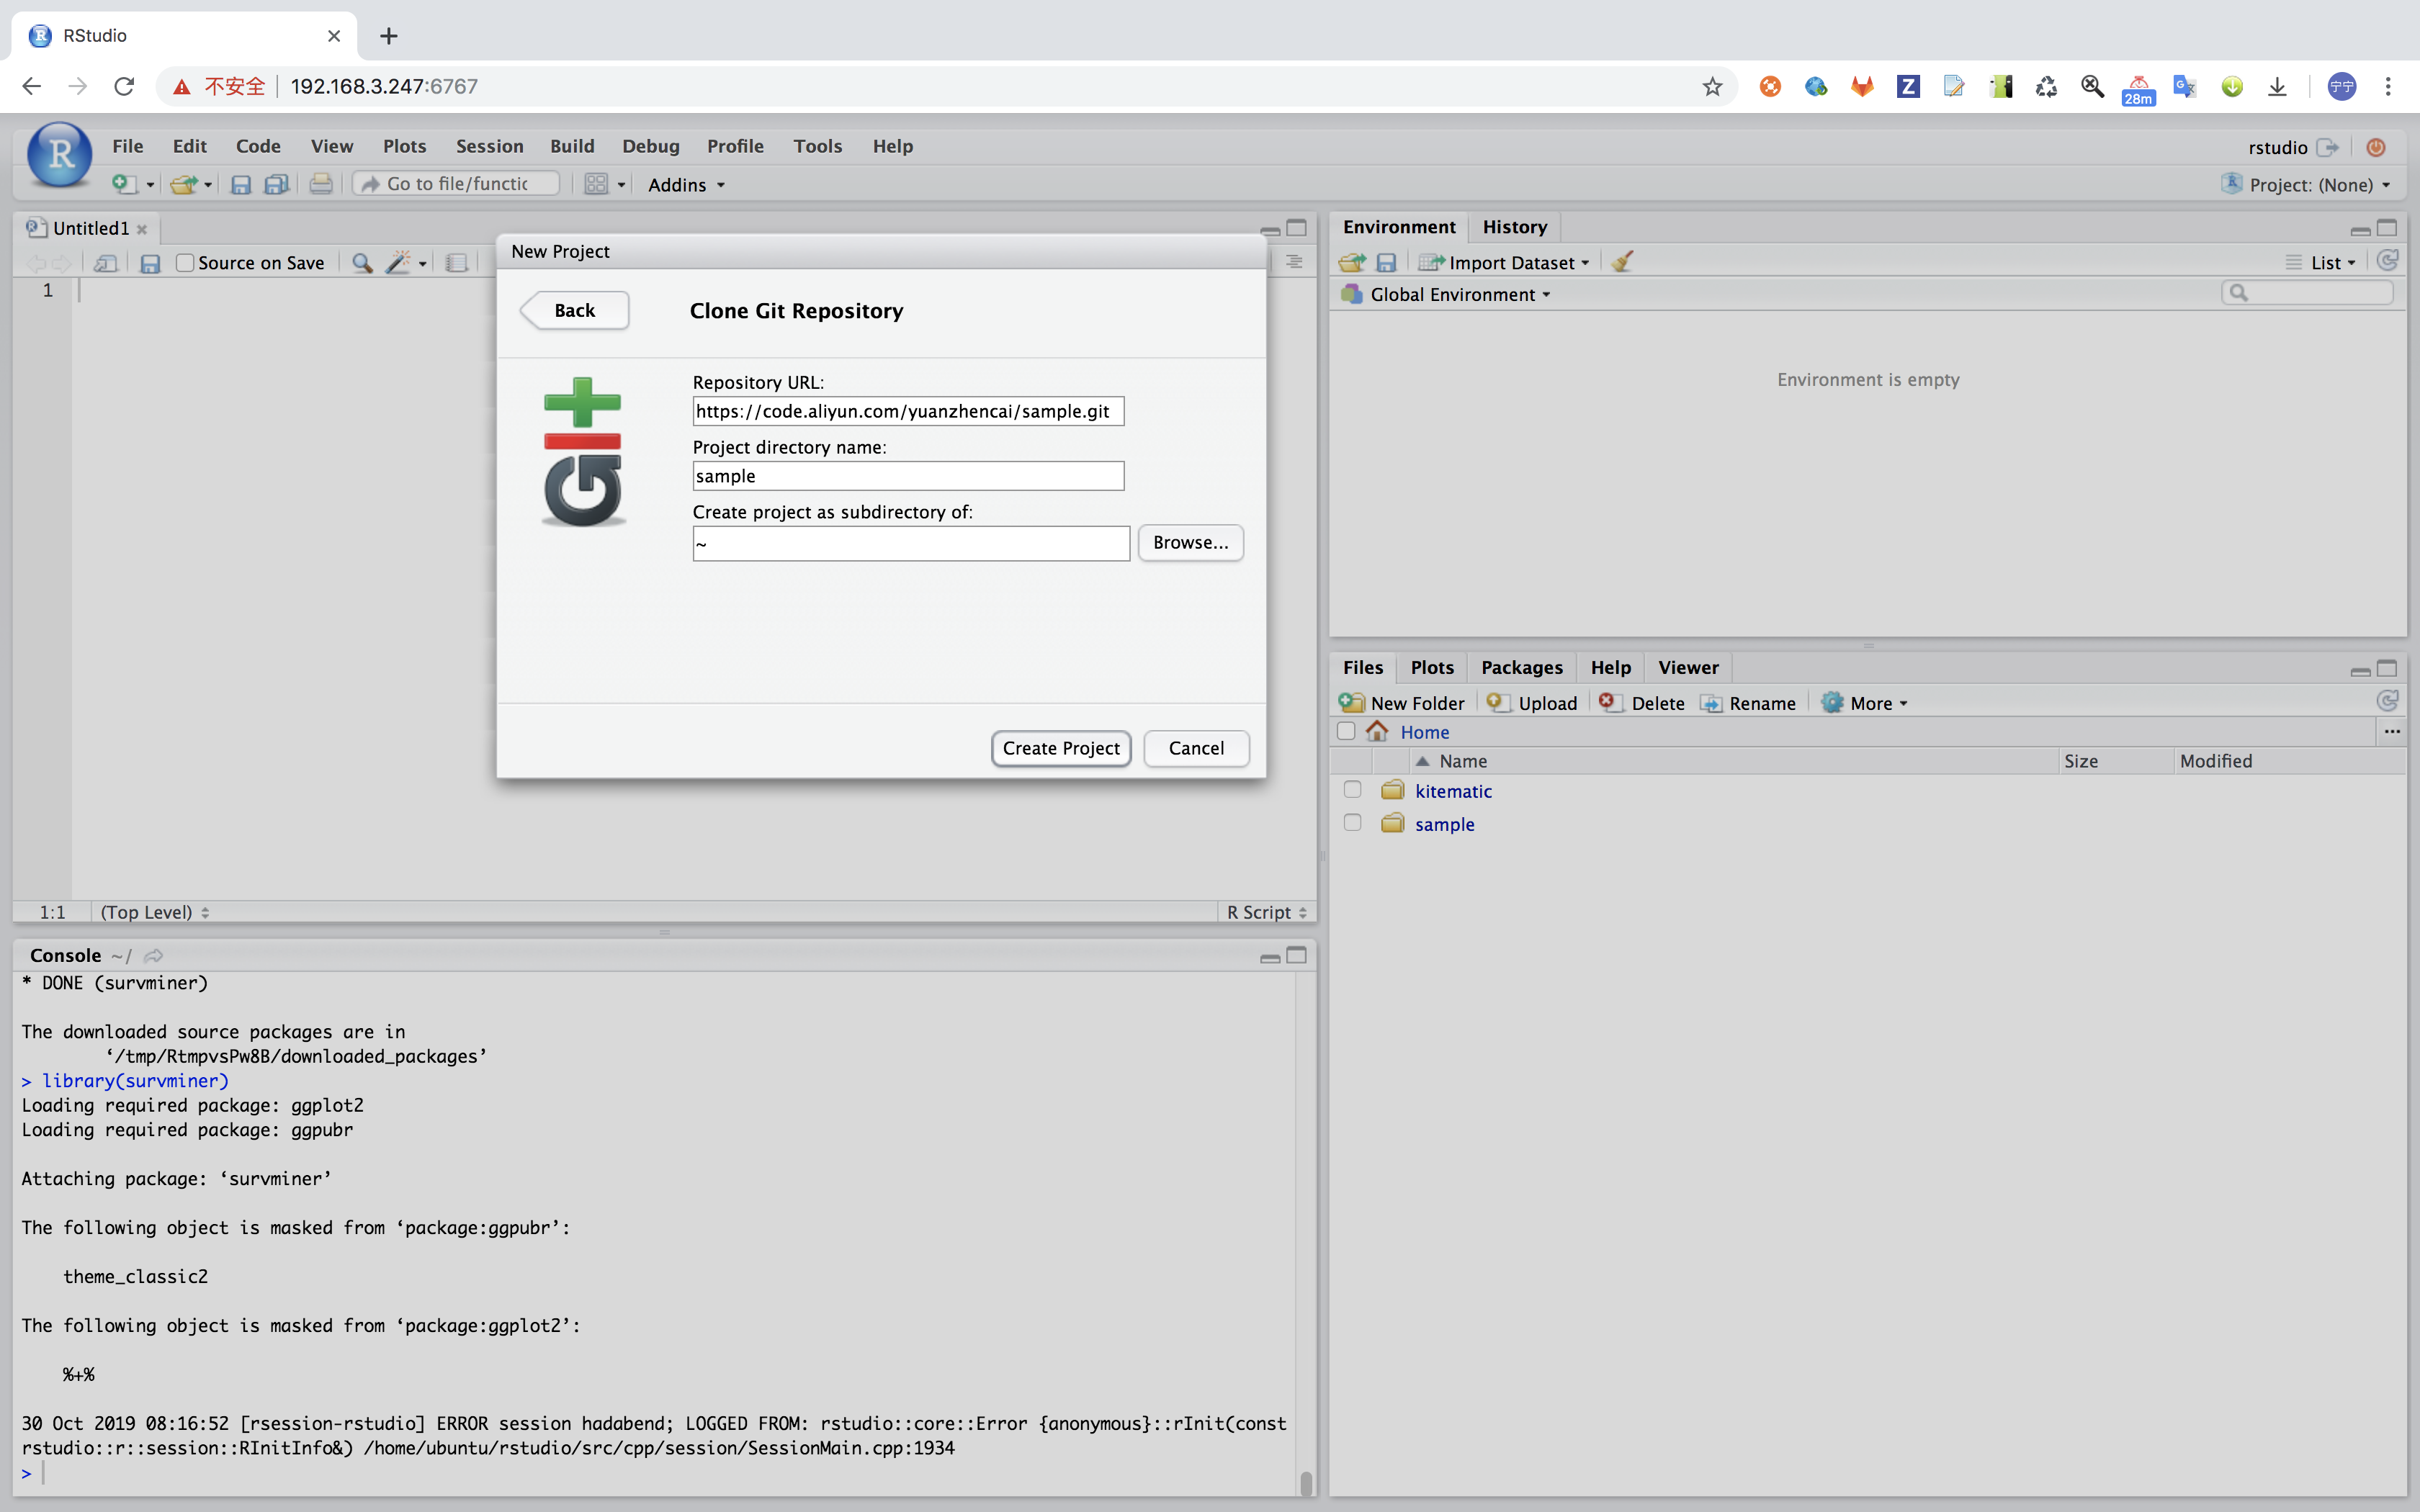 RStudio
不安全 192.168.3.247:6767
28m
宁宁
R
File Edit Code View Plots Session Build Debug Profile Tools Help
rstudio
Go to file/functic
Addins
Project: (None)
Untitled1
Source on Save
1
1:1 (Top Level) R Script
New Project
Back
Clone Git Repository
Repository URL:
https://code.aliyun.com/yuanzhencai/sample.git
Project directory name:
sample
Create project as subdirectory of:
~
Browse...
Create Project
Cancel
Console ~/
* DONE (survminer)
The downloaded source packages are in
‘/tmp/RtmpvsPw8B/downloaded_packages’
> library(survminer)
Loading required package: ggplot2
Loading required package: ggpubr
Attaching package: ‘survminer’
The following object is masked from ‘package:ggpubr’:
theme_classic2
The following object is masked from ‘package:ggplot2’:
%+%
30 Oct 2019 08:16:52 [rsession-rstudio] ERROR session hadabend; LOGGED FROM: rstudio::core::Error {anonymous}::rInit(const
rstudio::r::session::RInitInfo&) /home/ubuntu/rstudio/src/cpp/session/SessionMain.cpp:1934
>
Environment History
Import Dataset
List
Global Environment
Environment is empty
Files Plots Packages Help Viewer
New Folder Upload Delete Rename More
Home
...
Name Size Modified
kitematic
sample